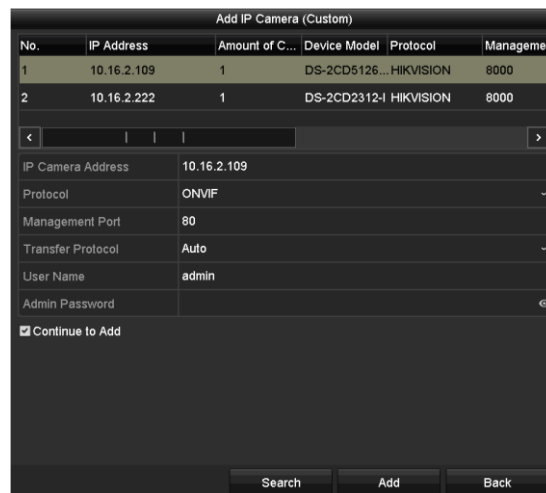 Add IP Camera (Custom)
No. IP Address Amount of C... Device Model Protocol Manageme
1 10.16.2.109 1 DS-2CD5126... HIKVISION 8000
2 10.16.2.222 1 DS-2CD2312-I HIKVISION 8000
IP Camera Address 10.16.2.109
Protocol ONVIF
Management Port 80
Transfer Protocol Auto
User Name admin
Admin Password
Continue to Add
Search Add Back